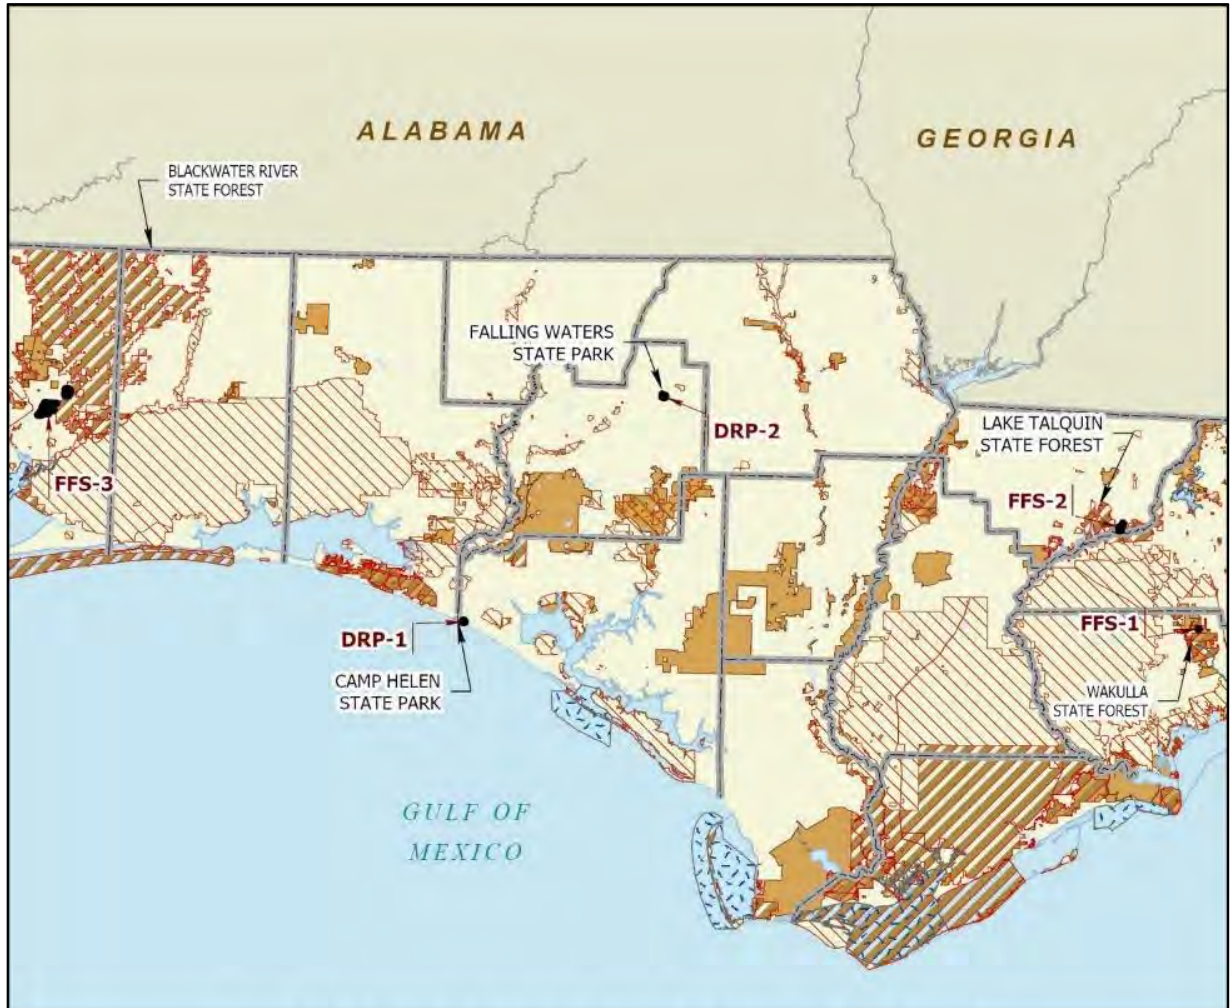 ALABAMA
GEORGIA
BLACKWATER RIVER
STATE FOREST
FALLING WATERS
STATE PARK
DRP-2
LAKE TALQUIN
STATE FOREST
FFS-3
FFS-2
DRP-1
CAMP HELEN
STATE PARK
FFS-1
WAKULLA
STATE FOREST
GULF OF
MEXICO